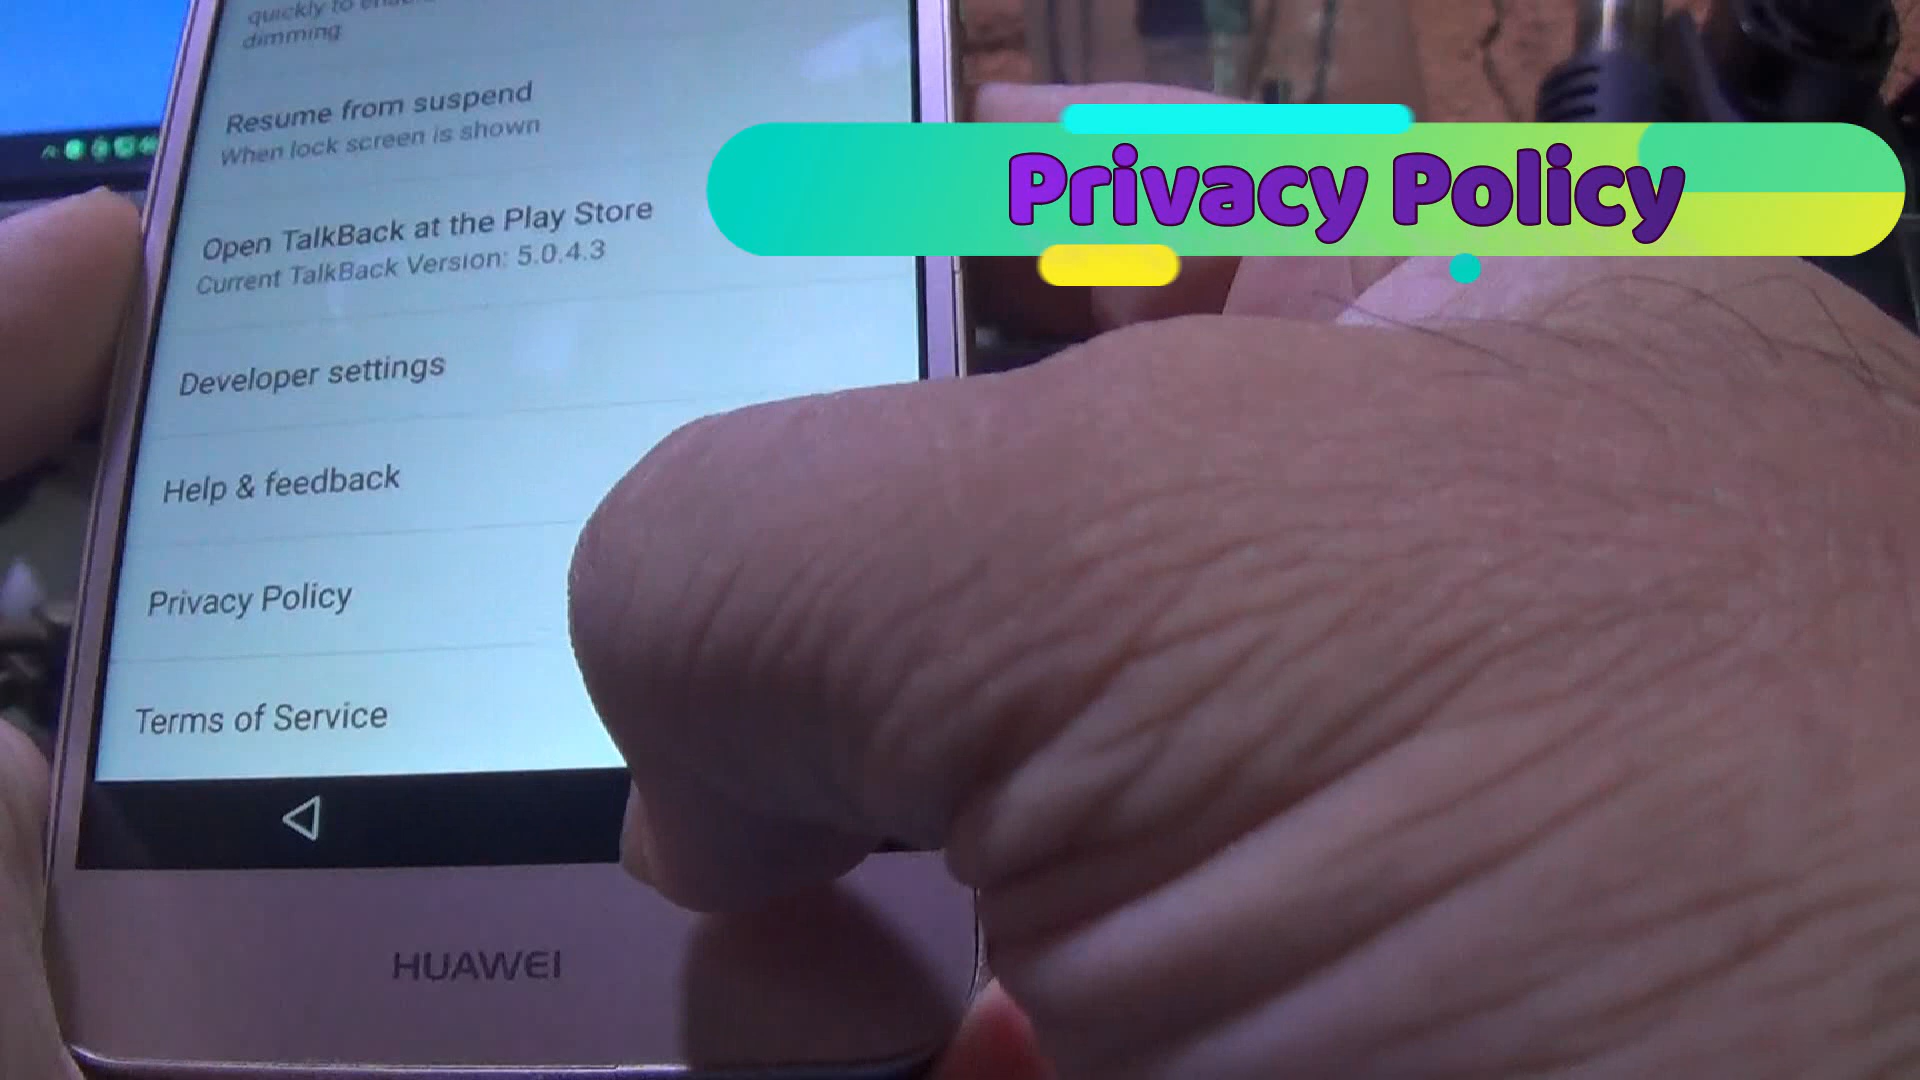 quickly to
dimming
Resume from suspend
When lock screen is shown
Open TalkBack at the Play Store
Current TalkBack Version: 5.0.4.3
Developer settings
Help & feedback
Privacy Policy
Terms of Service
HUAWEI
Privacy Policy